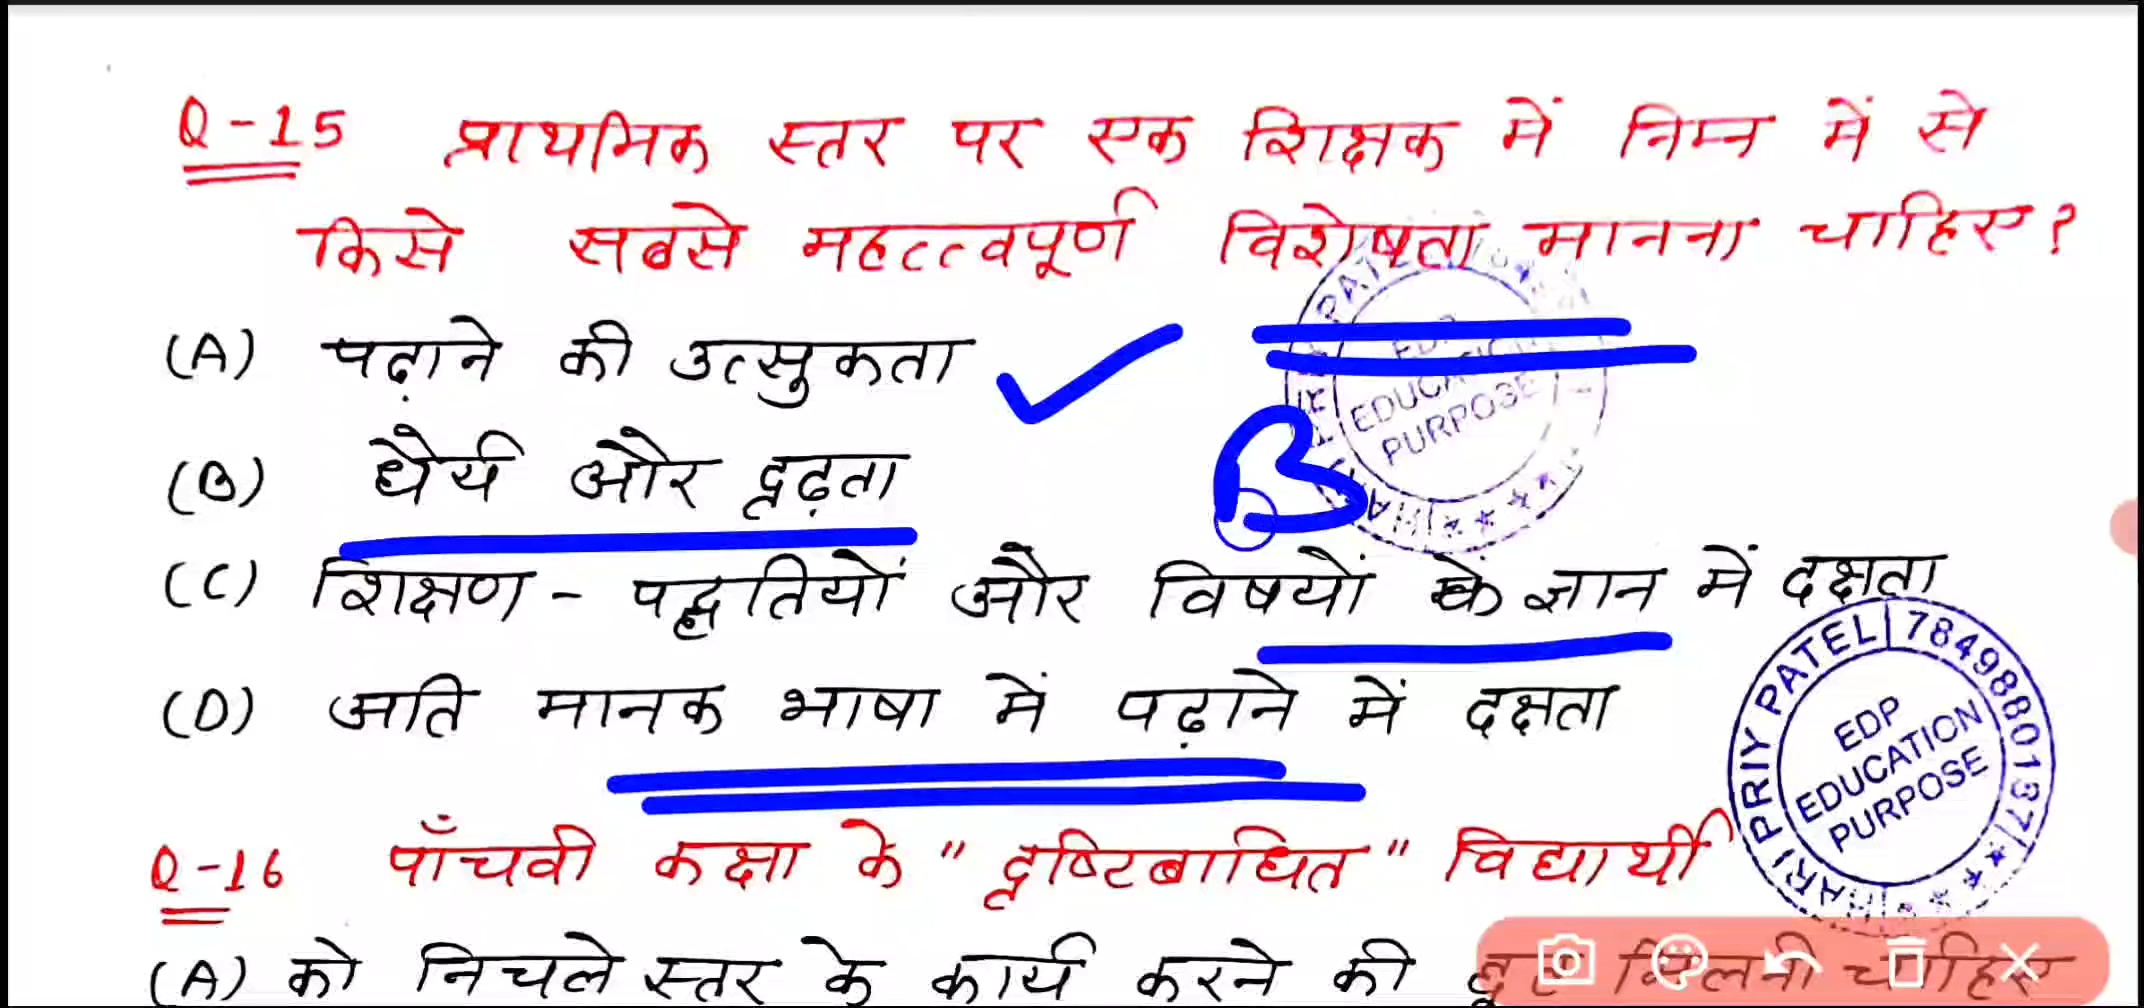 Q-15 प्राथमिक स्तर पर एक शिक्षक में निम्न में से
किसे सबसे महत्त्वपूर्ण विशेषता मानना चाहिए?
(A) पढ़ाने की उत्सुकता
(B) धैर्य और दृढ़ता
B
(C) शिक्षण - पद्धतियों और विषयों के ज्ञान में दक्षता
(D) अति मानक भाषा में पढ़ाने में दक्षता
HARI PRIY PATEL 7849880137
EDP
EDUCATION
PURPOSE
Q-16 पाँचवी कक्षा के "दृष्टिबाधित" विद्यार्थी
(A) को निचले स्तर के कार्य करने की छूट मिलनी चाहिए